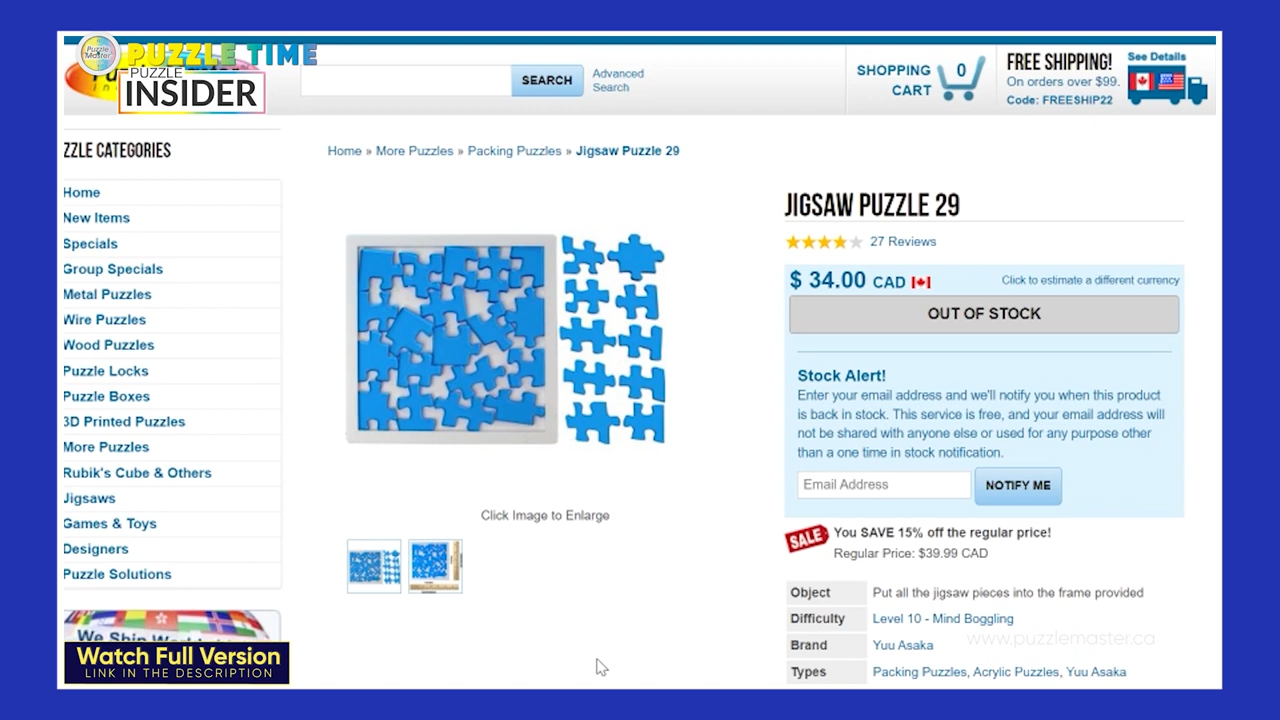 PUZZLE TIME
Puzzle Master
PUZZLE
INSIDER
SEARCH
Advanced
Search
SHOPPING
CART
0
FREE SHIPPING!
On orders over $99.
Code: FREESHIP22
See Details
ZZLE CATEGORIES
Home
New Items
Specials
Group Specials
Metal Puzzles
Wire Puzzles
Wood Puzzles
Puzzle Locks
Puzzle Boxes
3D Printed Puzzles
More Puzzles
Rubik's Cube & Others
Jigsaws
Games & Toys
Designers
Puzzle Solutions
We Ship World
Watch Full Version
LINK IN THE DESCRIPTION
Home » More Puzzles » Packing Puzzles » Jigsaw Puzzle 29
Click Image to Enlarge
JIGSAW PUZZLE 29
27 Reviews
$ 34.00 CAD
Click to estimate a different currency
OUT OF STOCK
Stock Alert!
Enter your email address and we'll notify you when this product
is back in stock. This service is free, and your email address will
not be shared with anyone else or used for any purpose other
than a one time in stock notification.
Email Address
NOTIFY ME
SALE
You SAVE 15% off the regular price!
Regular Price: $39.99 CAD
Object Put all the jigsaw pieces into the frame provided
Difficulty Level 10 - Mind Boggling
www.puzzlemaster.ca
Brand Yuu Asaka
Types Packing Puzzles, Acrylic Puzzles, Yuu Asaka